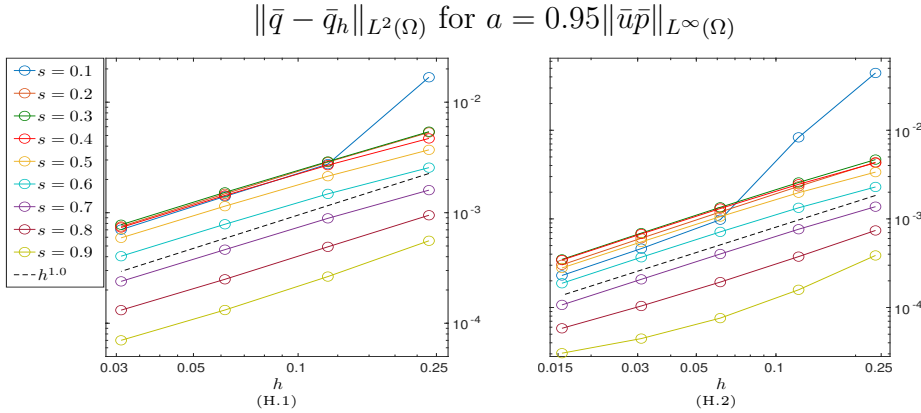 ‖q̄ − q̄_h‖_{L²(Ω)} for a = 0.95‖ūp̄‖_{L^∞(Ω)}
s = 0.1
s = 0.2
s = 0.3
s = 0.4
s = 0.5
s = 0.6
s = 0.7
s = 0.8
s = 0.9
h^{1.0}
10^{-2}
10^{-3}
10^{-4}
0.03 0.05 0.1 0.25
h
(H.1)
10^{-2}
10^{-3}
10^{-4}
0.015 0.03 0.1 0.25
h
(H.2)